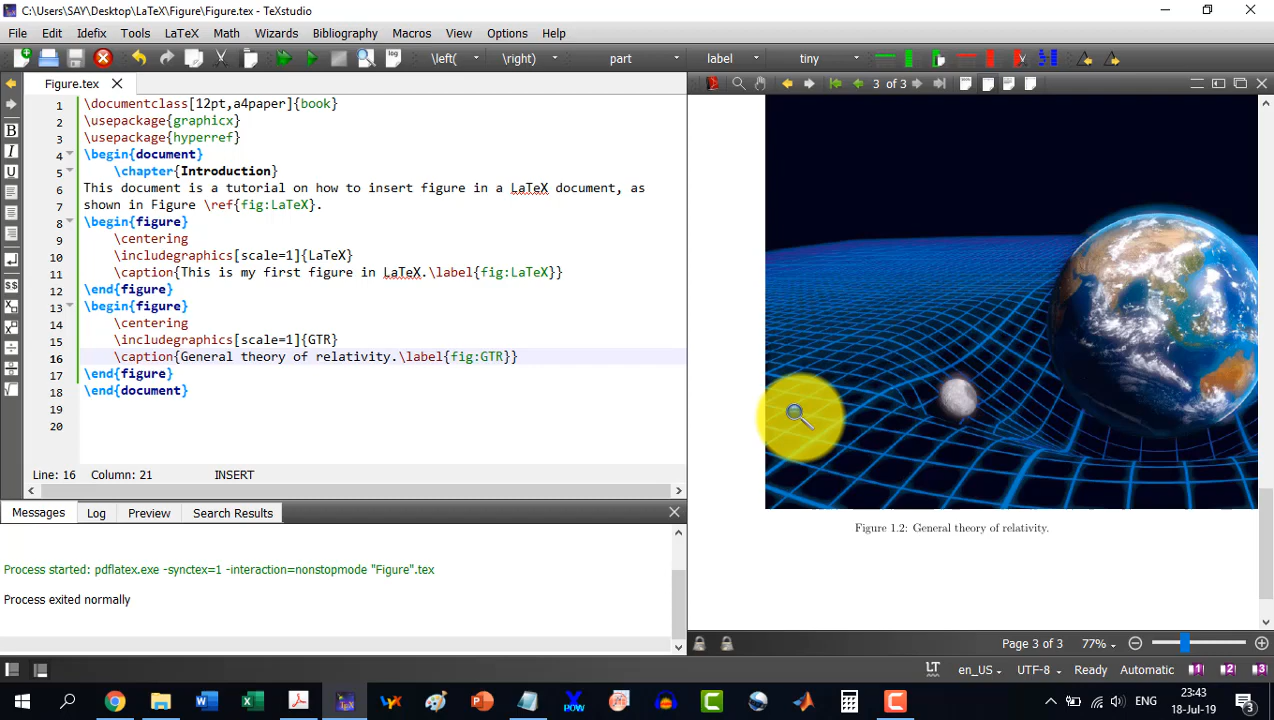 C:\Users\SAY\Desktop\LaTeX\Figure\Figure.tex - TeXstudio
File Edit Idefix Tools LaTeX Math Wizards Bibliography Macros View Options Help
log \left( \right) part label tiny
Figure.tex
3 of 3
1 \documentclass[12pt,a4paper]{book}
2 \usepackage{graphicx}
3 \usepackage{hyperref}
4 \begin{document}
5 \chapter{Introduction}
6 This document is a tutorial on how to insert figure in a LaTeX document, as
7 shown in Figure \ref{fig:LaTeX}.
8 \begin{figure}
9 \centering
10 \includegraphics[scale=1]{LaTeX}
11 \caption{This is my first figure in LaTeX.\label{fig:LaTeX}}
12 \end{figure}
13 \begin{figure}
14 \centering
15 \includegraphics[scale=1]{GTR}
16 \caption{General theory of relativity.\label{fig:GTR}}
17 \end{figure}
18 \end{document}
19
20
B
I
U
$$
Line: 16 Column: 21 INSERT
Messages Log Preview Search Results
Process started: pdflatex.exe -synctex=1 -interaction=nonstopmode "Figure".tex
Process exited normally
Figure 1.2: General theory of relativity.
Page 3 of 3 77%
LT en_US UTF-8 Ready Automatic 1 2 3
ENG
23:43
18-Jul-19
3